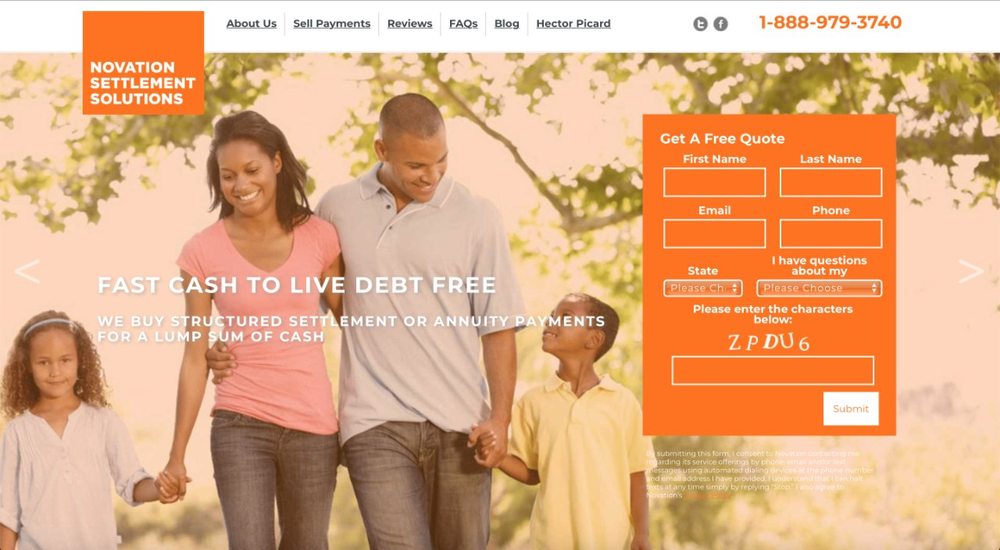 NOVATION
SETTLEMENT
SOLUTIONS
About Us
Sell Payments
Reviews
FAQs
Blog
Hector Picard
1-888-979-3740
FAST CASH TO LIVE DEBT FREE
WE BUY STRUCTURED SETTLEMENT OR ANNUITY PAYMENTS
FOR A LUMP SUM OF CASH
Get A Free Quote
First Name
Last Name
Email
Phone
State
I have questions
about my
Please Ch
Please Choose
Please enter the characters
below:
Z P D U 6
Submit
By submitting this form, I consent to Novation contacting me
regarding its service offerings by phone, email and/or text
messages using automated dialing devices at the phone number
and email address I have provided. I understand that I can halt
texts at any time simply by replying "Stop." I also agree to
Novation's